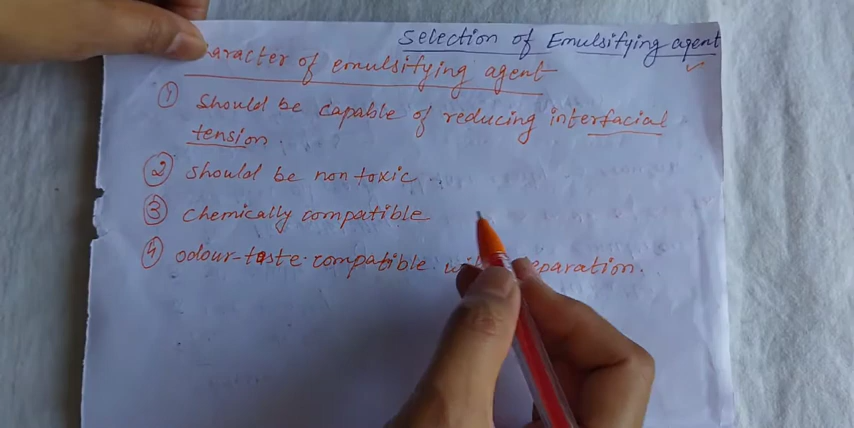 Selection of Emulsifying agent
aracter of emulsifying agent
① Should be capable of reducing interfacial
tension.
② should be non toxic.
③ chemically compatible
④ odour-taste. compatible. eparation.